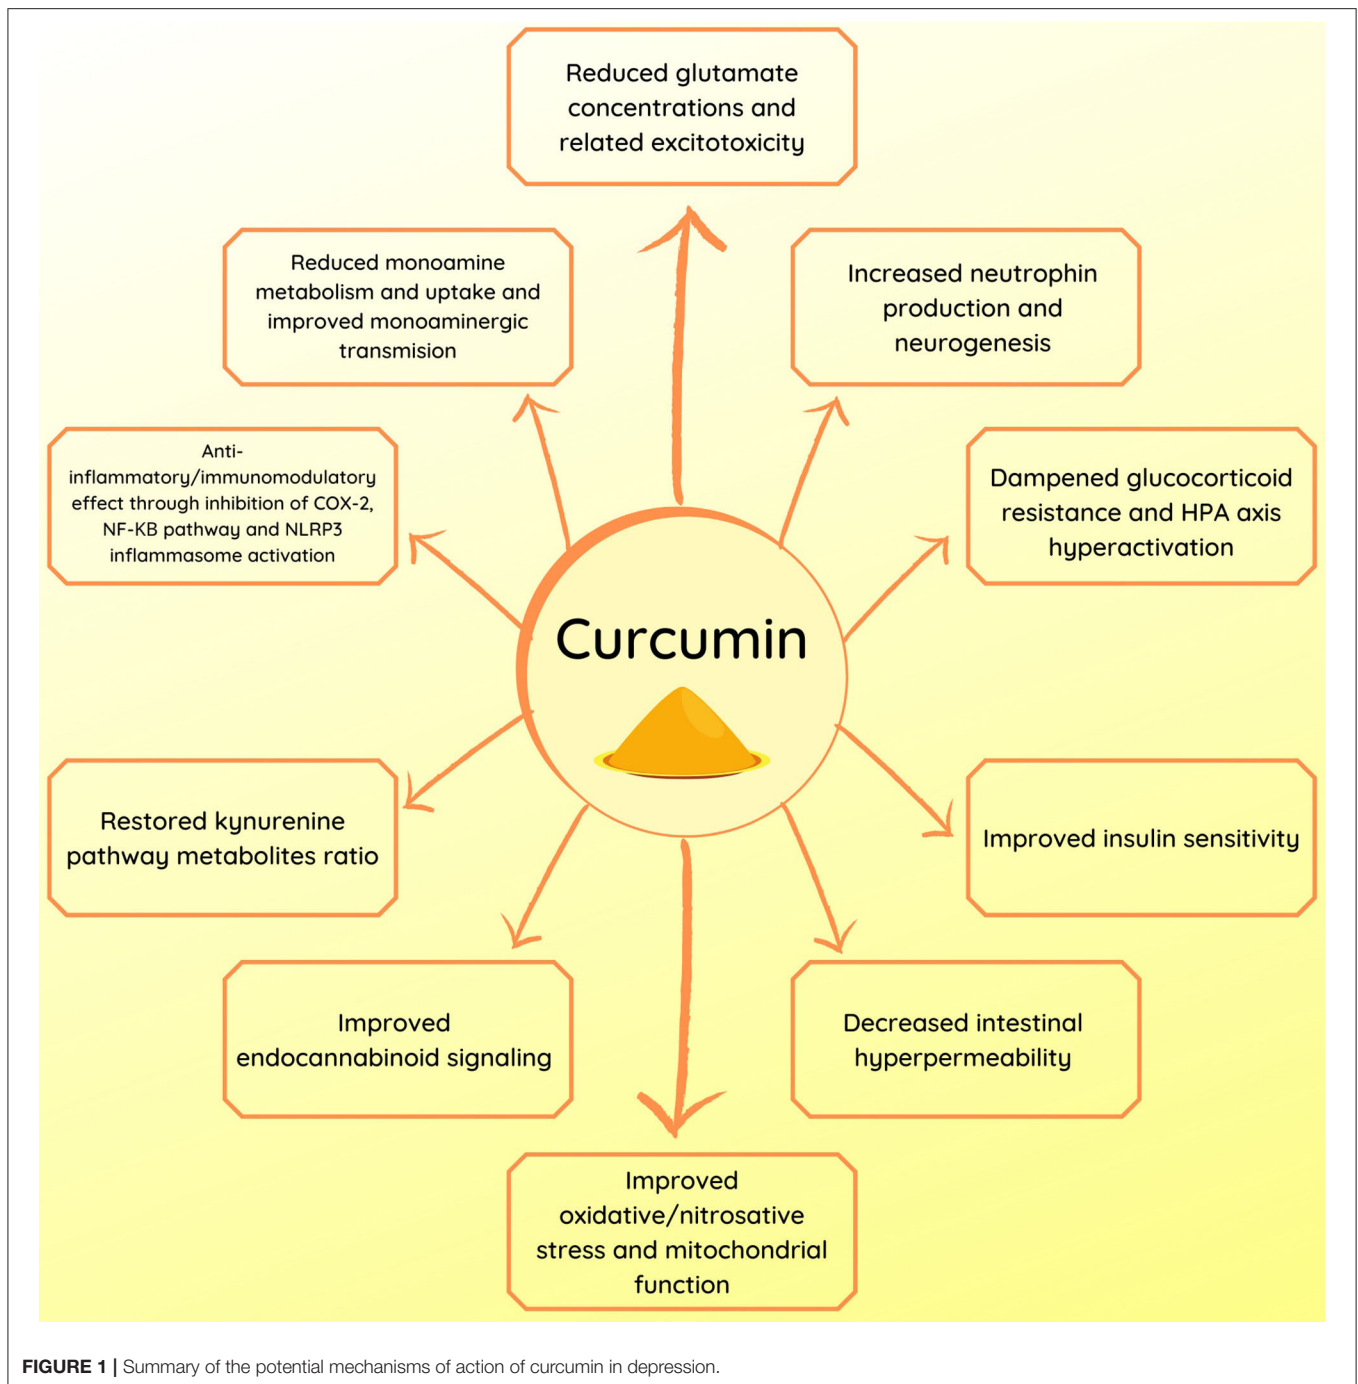 Reduced glutamate
concentrations and
related excitotoxicity
Reduced monoamine
metabolism and uptake and
improved monoaminergic
transmision
Increased neutrophin
production and
neurogenesis
Anti-
inflammatory/immunomodulatory
effect through inhibition of COX-2,
NF-KB pathway and NLRP3
inflammasome activation
Dampened glucocorticoid
resistance and HPA axis
hyperactivation
Curcumin
Restored kynurenine
pathway metabolites ratio
Improved insulin sensitivity
Improved
endocannabinoid signaling
Decreased intestinal
hyperpermeability
Improved
oxidative/nitrosative
stress and mitochondrial
function
FIGURE 1 | Summary of the potential mechanisms of action of curcumin in depression.